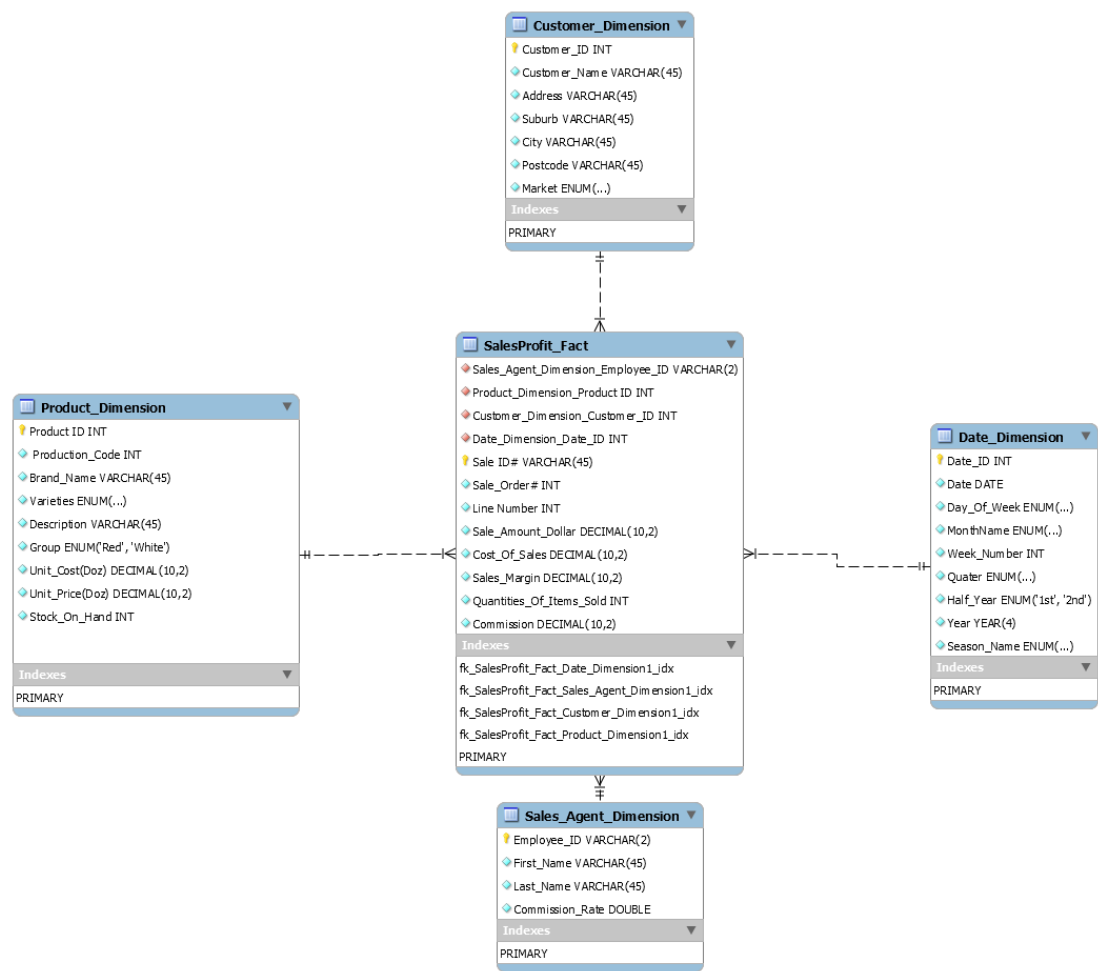 Customer_Dimension
Customer_ID INT
Customer_Name VARCHAR(45)
Address VARCHAR(45)
Suburb VARCHAR(45)
City VARCHAR(45)
Postcode VARCHAR(45)
Market ENUM(...)
Indexes
PRIMARY
SalesProfit_Fact
Sales_Agent_Dimension_Employee_ID VARCHAR(2)
Product_Dimension_Product ID INT
Customer_Dimension_Customer_ID INT
Date_Dimension_Date_ID INT
Sale ID# VARCHAR(45)
Sale_Order# INT
Line Number INT
Sale_Amount_Dollar DECIMAL(10,2)
Cost_Of_Sales DECIMAL(10,2)
Sales_Margin DECIMAL(10,2)
Quantities_Of_Items_Sold INT
Commission DECIMAL(10,2)
Indexes
fk_SalesProfit_Fact_Date_Dimension1_idx
fk_SalesProfit_Fact_Sales_Agent_Dimension1_idx
fk_SalesProfit_Fact_Customer_Dimension1_idx
fk_SalesProfit_Fact_Product_Dimension1_idx
PRIMARY
Product_Dimension
Product ID INT
Production_Code INT
Brand_Name VARCHAR(45)
Varieties ENUM(...)
Description VARCHAR(45)
Group ENUM('Red', 'White')
Unit_Cost(Doz) DECIMAL(10,2)
Unit_Price(Doz) DECIMAL(10,2)
Stock_On_Hand INT
Indexes
PRIMARY
Date_Dimension
Date_ID INT
Date DATE
Day_Of_Week ENUM(...)
MonthName ENUM(...)
Week_Number INT
Quater ENUM(...)
Half_Year ENUM('1st', '2nd')
Year YEAR(4)
Season_Name ENUM(...)
Indexes
PRIMARY
Sales_Agent_Dimension
Employee_ID VARCHAR(2)
First_Name VARCHAR(45)
Last_Name VARCHAR(45)
Commission_Rate DOUBLE
Indexes
PRIMARY